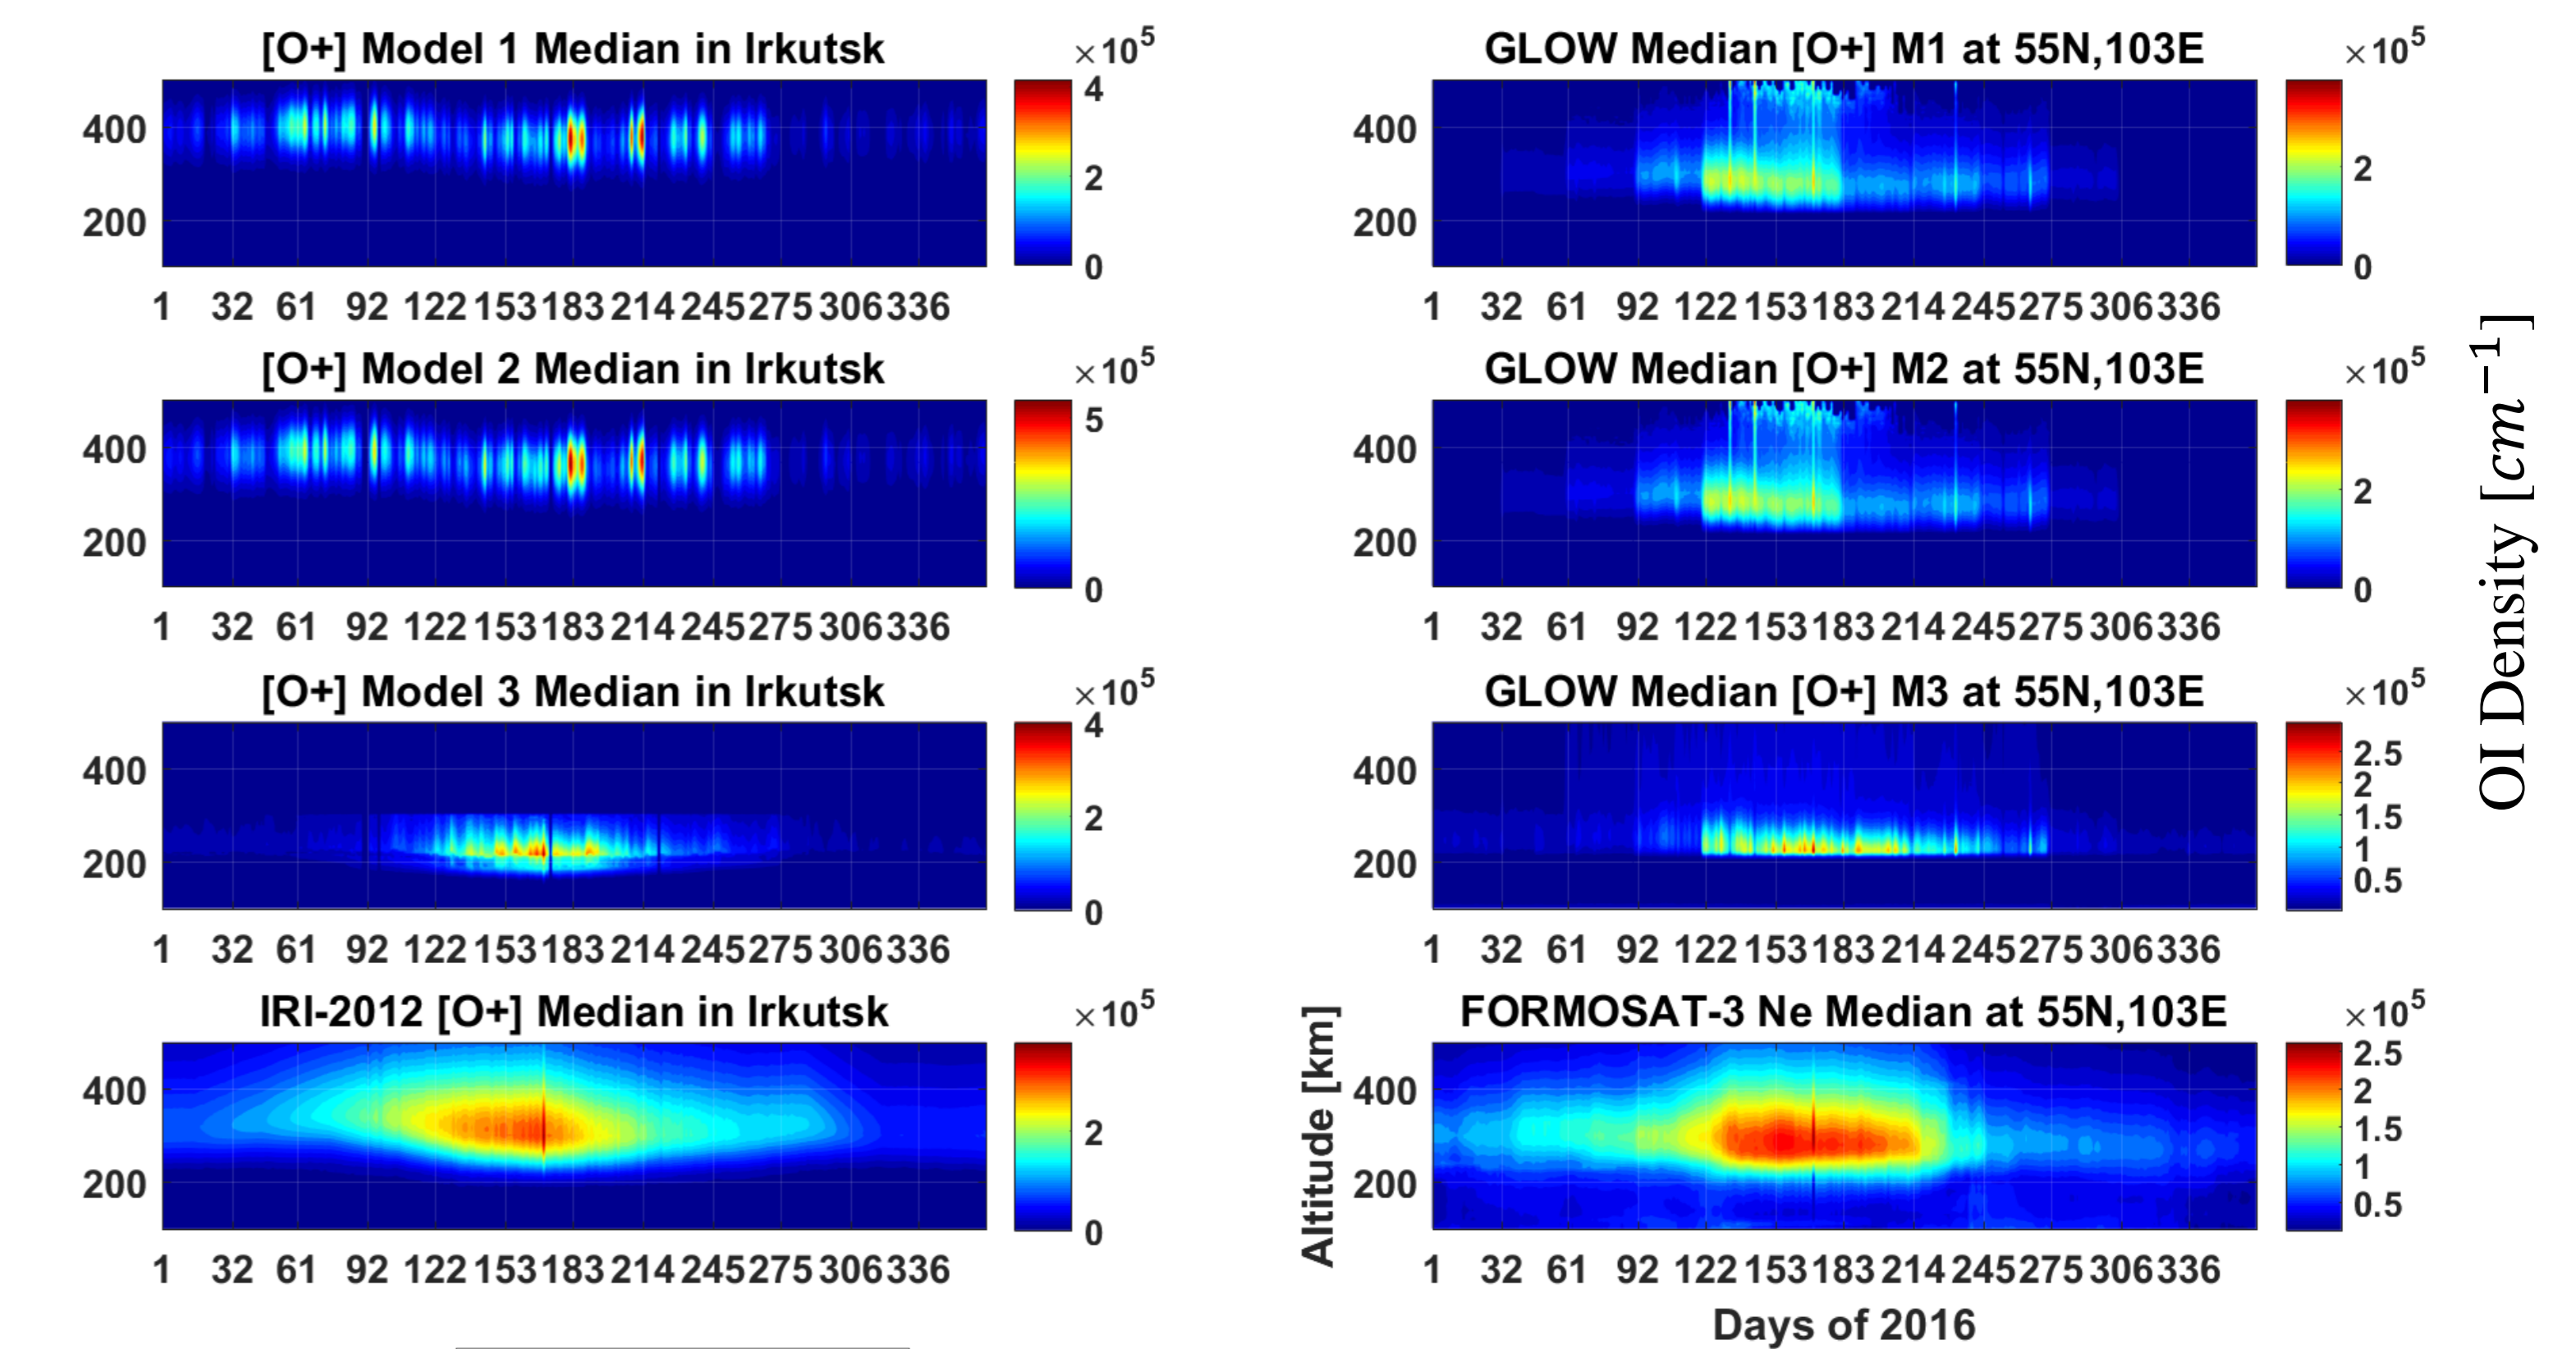 [O+] Model 1 Median in Irkutsk
×10⁵
400
200
4
2
0
1 32 61 92 122 153 183 214 245 275 306 336
GLOW Median [O+] M1 at 55N,103E
×10⁵
400
200
2
0
1 32 61 92 122 153 183 214 245 275 306 336
[O+] Model 2 Median in Irkutsk
×10⁵
400
200
5
0
1 32 61 92 122 153 183 214 245 275 306 336
GLOW Median [O+] M2 at 55N,103E
×10⁵
400
200
2
0
1 32 61 92 122 153 183 214 245 275 306 336
[O+] Model 3 Median in Irkutsk
×10⁵
400
200
4
2
0
1 32 61 92 122 153 183 214 245 275 306 336
GLOW Median [O+] M3 at 55N,103E
×10⁵
400
200
2.5
2
1.5
1
0.5
1 32 61 92 122 153 183 214 245 275 306 336
IRI-2012 [O+] Median in Irkutsk
×10⁵
400
200
2
0
1 32 61 92 122 153 183 214 245 275 306 336
FORMOSAT-3 Ne Median at 55N,103E
×10⁵
Altitude [km]
400
200
2.5
2
1.5
1
0.5
1 32 61 92 122 153 183 214 245 275 306 336
Days of 2016
OI Density [cm⁻¹]